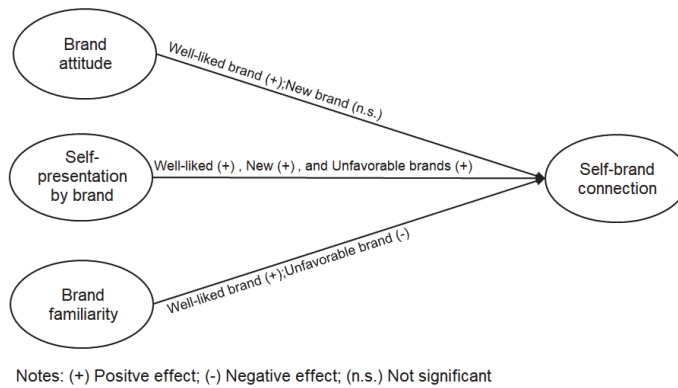 Brand
attitude
Well-liked brand (+);New brand (n.s.)
Self-
presentation
by brand
Well-liked (+) , New (+) , and Unfavorable brands (+)
Self-brand
connection
Well-liked brand (+);Unfavorable brand (-)
Brand
familiarity
Notes: (+) Positve effect; (-) Negative effect; (n.s.) Not significant